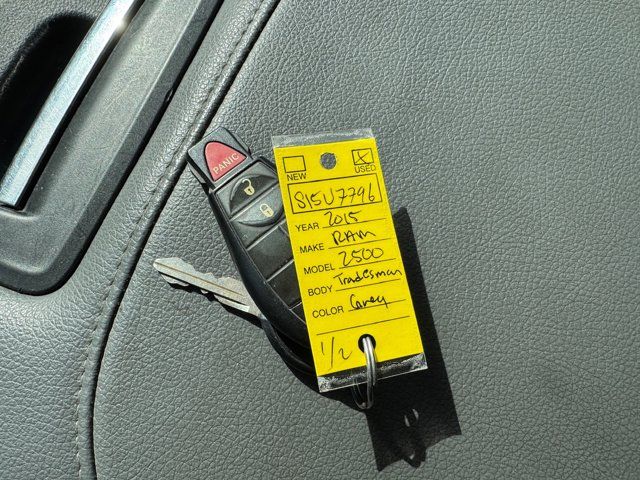 PANIC
NEW USED
S15U7796
YEAR 2015
MAKE RAM
MODEL 2500
BODY Tradesman
COLOR Grey
1/2